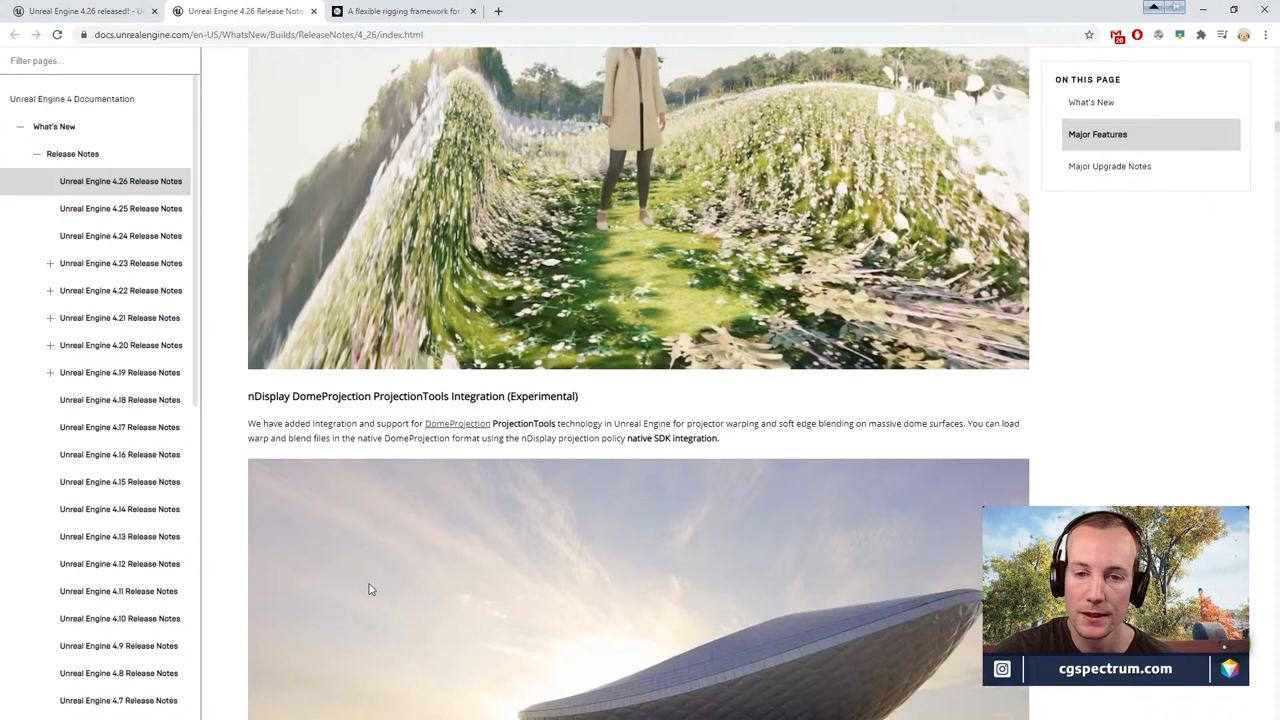 Unreal Engine 4.26 released! -
Unreal Engine 4.26 Release Notes
A flexible rigging framework for
docs.unrealengine.com/en-US/WhatsNew/Builds/ReleaseNotes/4_26/index.html
20
Filter pages...
Unreal Engine 4 Documentation
What's New
Release Notes
Unreal Engine 4.26 Release Notes
Unreal Engine 4.25 Release Notes
Unreal Engine 4.24 Release Notes
Unreal Engine 4.23 Release Notes
Unreal Engine 4.22 Release Notes
Unreal Engine 4.21 Release Notes
Unreal Engine 4.20 Release Notes
Unreal Engine 4.19 Release Notes
Unreal Engine 4.18 Release Notes
Unreal Engine 4.17 Release Notes
Unreal Engine 4.16 Release Notes
Unreal Engine 4.15 Release Notes
Unreal Engine 4.14 Release Notes
Unreal Engine 4.13 Release Notes
Unreal Engine 4.12 Release Notes
Unreal Engine 4.11 Release Notes
Unreal Engine 4.10 Release Notes
Unreal Engine 4.9 Release Notes
Unreal Engine 4.8 Release Notes
Unreal Engine 4.7 Release Notes
nDisplay DomeProjection ProjectionTools Integration (Experimental)
We have added integration and support for DomeProjection ProjectionTools technology in Unreal Engine for projector warping and soft edge blending on massive dome surfaces. You can load
warp and blend files in the native DomeProjection format using the nDisplay projection policy native SDK integration.
ON THIS PAGE
What's New
Major Features
Major Upgrade Notes
cgspectrum.com